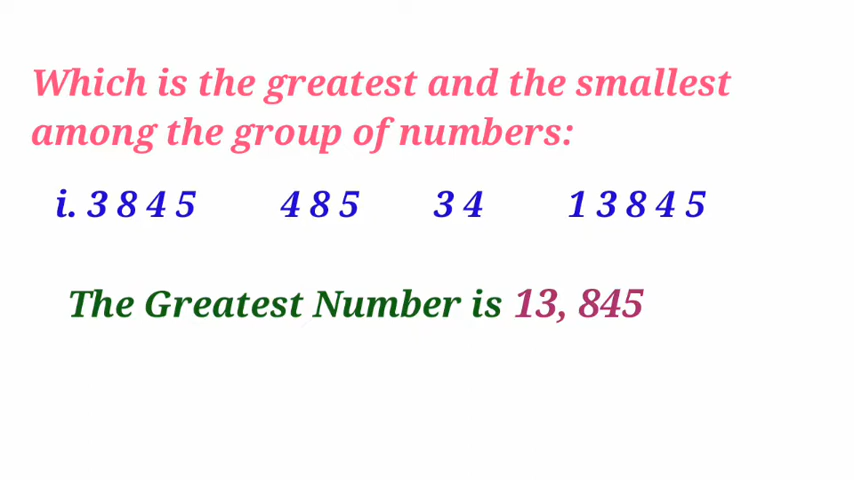 Which is the greatest and the smallest
among the group of numbers:
i. 3 8 4 5 4 8 5 3 4 1 3 8 4 5
The Greatest Number is 13, 845